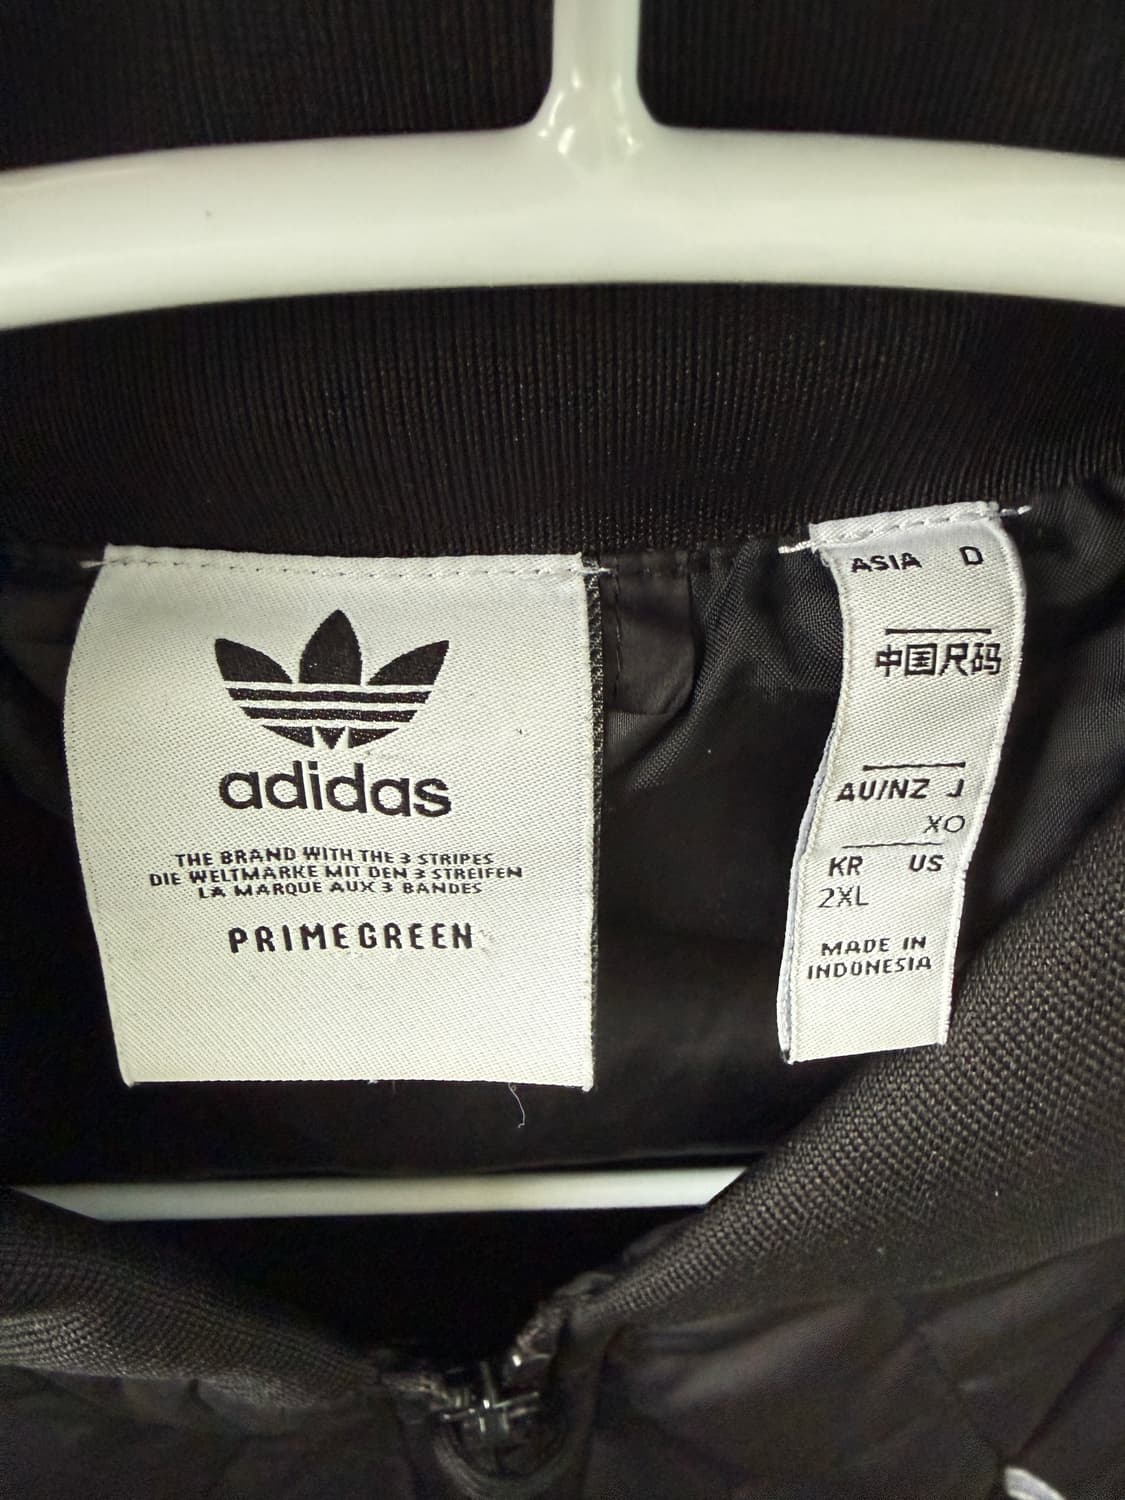 adidas
THE BRAND WITH THE 3 STRIPES
DIE WELTMARKE MIT DEN 3 STREIFEN
LA MARQUE AUX 3 BANDES
PRIMEGREEN
ASIA D
中国尺码
AU/NZ J
XO
KR US
2XL
MADE IN
INDONESIA